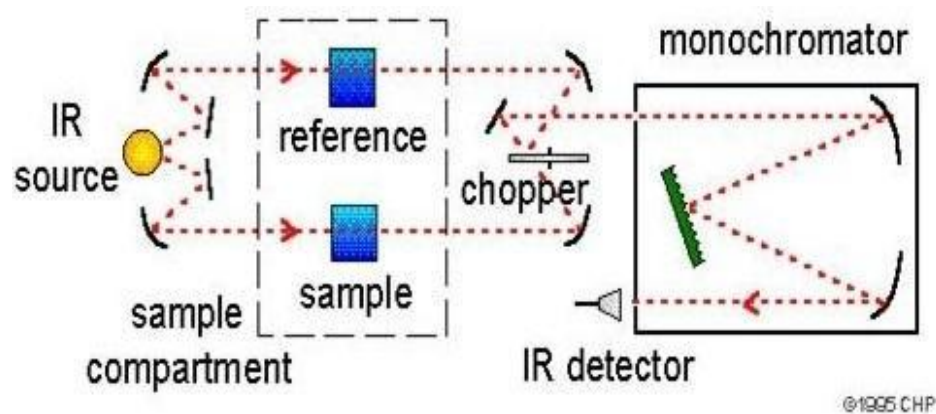 monochromator
IR
source
reference
chopper
sample
sample
compartment
IR detector
©1995 CHP